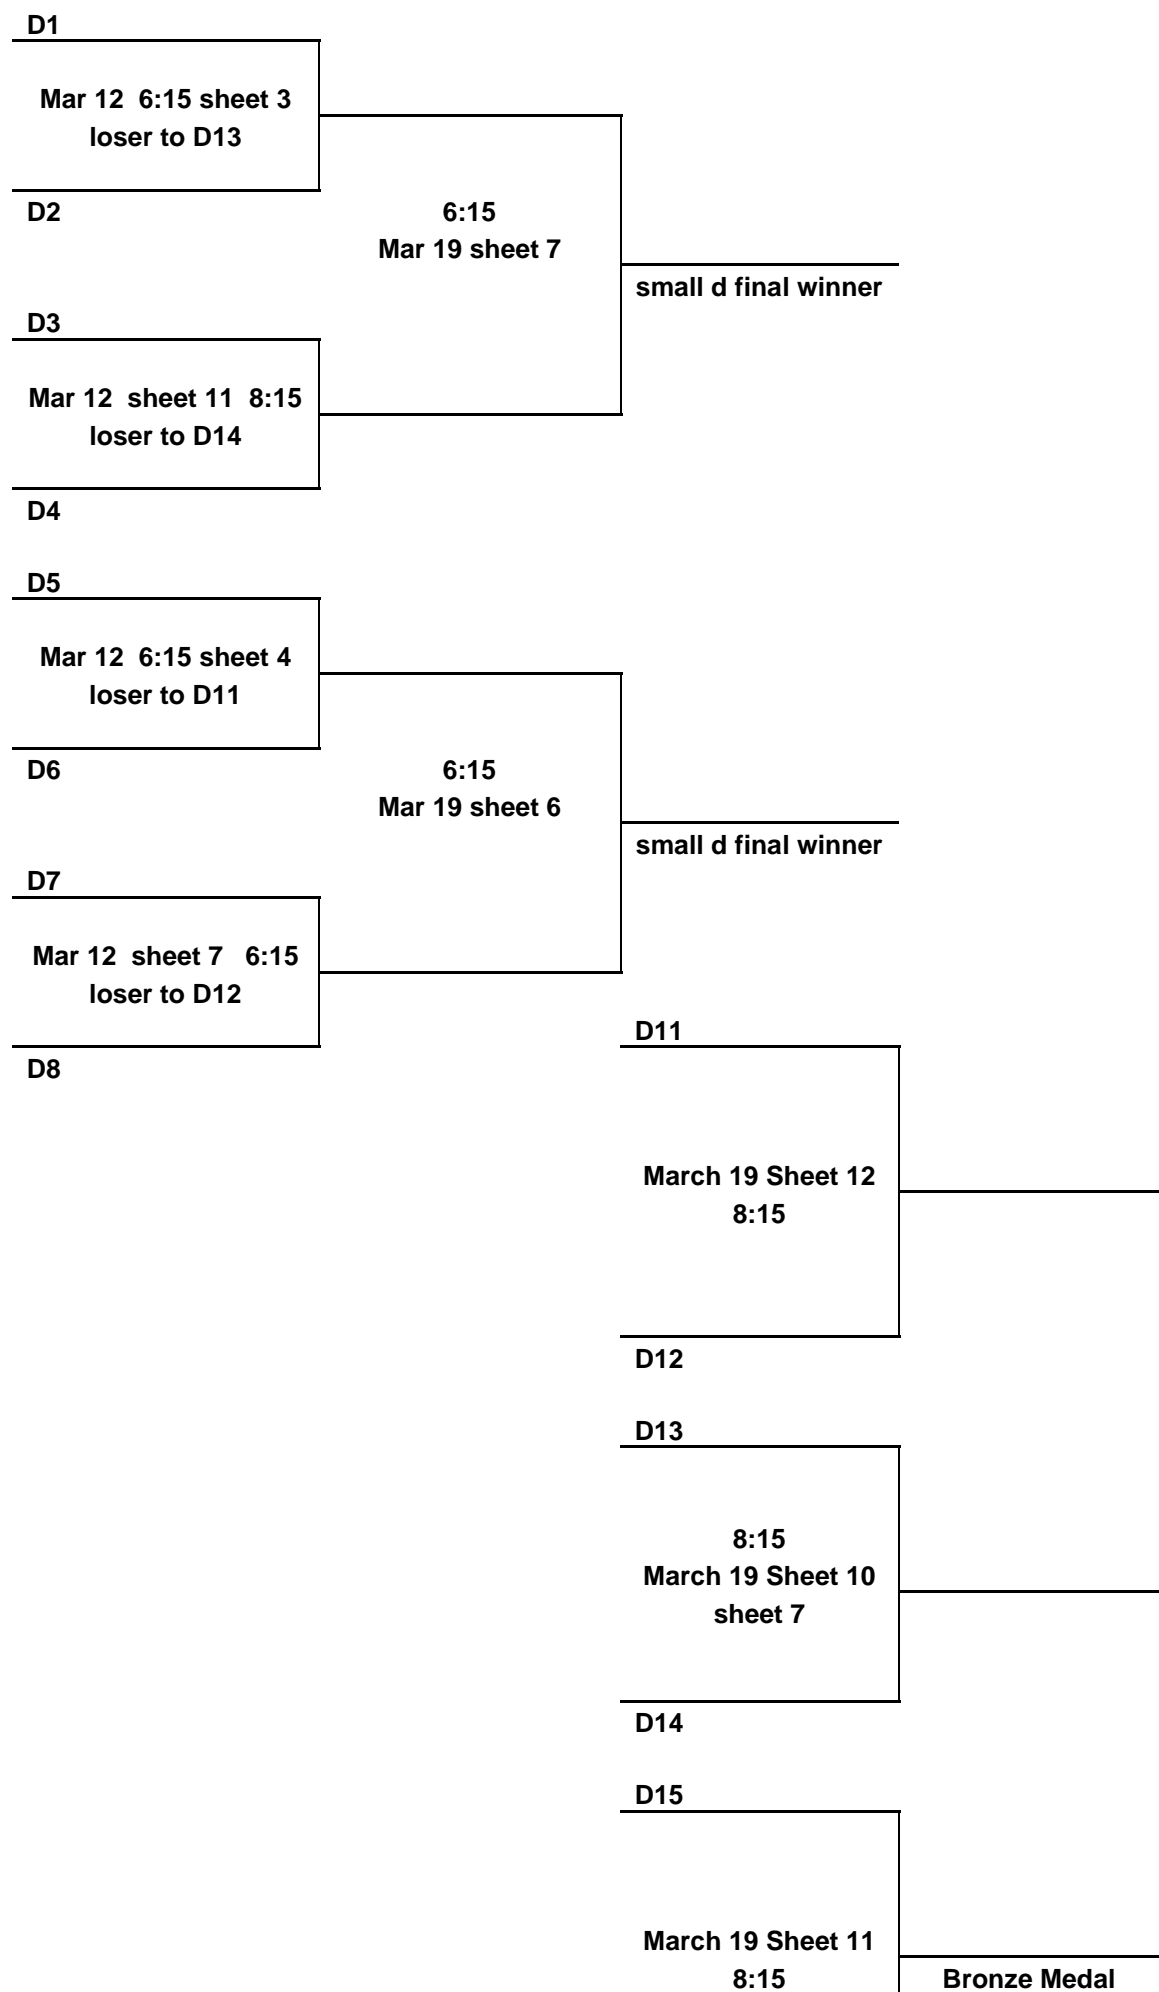 D1
Mar 12  6:15 sheet 3
loser to D13
D2
6:15
Mar 19 sheet 7
small d final winner
D3
Mar 12  sheet 11  8:15
loser to D14
D4
D5
Mar 12  6:15 sheet 4
loser to D11
D6
6:15
Mar 19 sheet 6
small d final winner
D7
Mar 12  sheet 7   6:15
loser to D12
D8
D11
March 19 Sheet 12
8:15
D12
D13
8:15
March 19 Sheet 10
sheet 7
D14
D15
March 19 Sheet 11
8:15
Bronze Medal